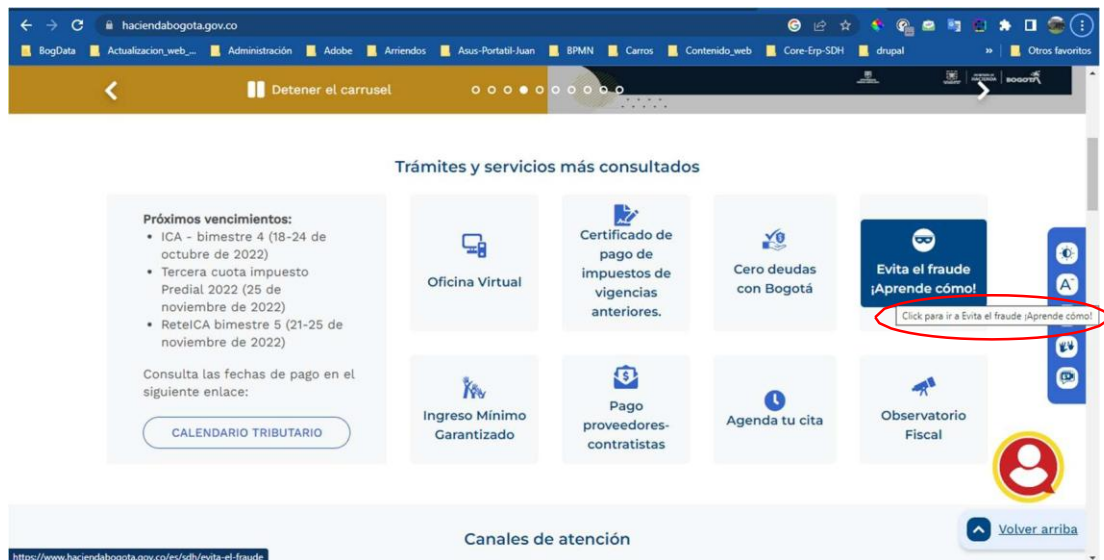 haciendabogota.gov.co
BogData Actualizacion_web_... Administración Adobe Arriendos Asus-Portatil-Juan BPMN Carros Contenido_web Core-Erp-SDH drupal » Otros favoritos
Detener el carrusel
BOGOTÁ
Trámites y servicios más consultados
Próximos vencimientos:
• ICA - bimestre 4 (18-24 de
octubre de 2022)
• Tercera cuota impuesto
Predial 2022 (25 de
noviembre de 2022)
• ReteICA bimestre 5 (21-25 de
noviembre de 2022)
Consulta las fechas de pago en el
siguiente enlace:
CALENDARIO TRIBUTARIO
Oficina Virtual
Certificado de
pago de
impuestos de
vigencias
anteriores.
Cero deudas
con Bogotá
Evita el fraude
¡Aprende cómo!
Click para ir a Evita el fraude ¡Aprende cómo!
Ingreso Mínimo
Garantizado
Pago
proveedores-
contratistas
Agenda tu cita
Observatorio
Fiscal
A-
Canales de atención
Volver arriba
https://www.haciendabogota.gov.co/es/sdh/evita-el-fraude